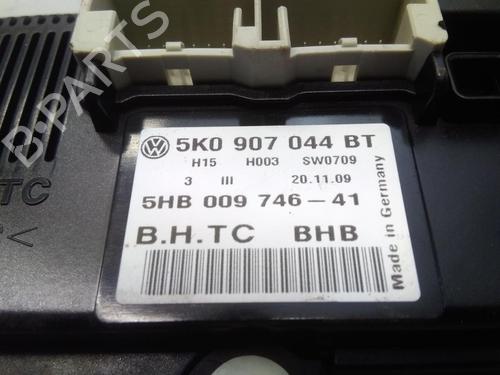 B-PARTS
5K0 907 044 BT
H15 H003 SW0709
3 III 20.11.09
5HB 009 746-41
B.H.TC BHB
Made in Germany
.TC
<